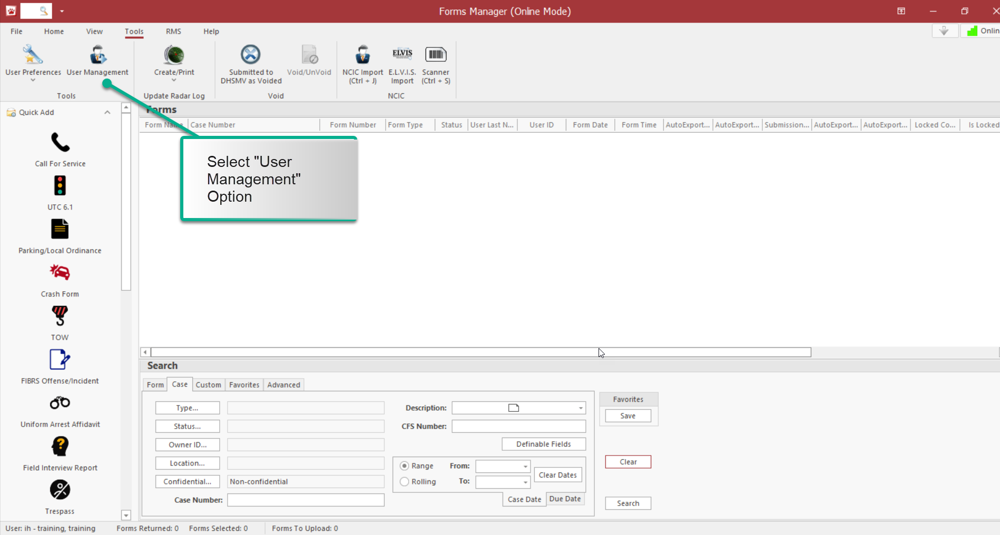 Forms Manager (Online Mode)
File Home View Tools RMS Help
Onlin
User Preferences User Management Create/Print Submitted to DHSMV as Voided Void/UnVoid NCIC Import (Ctrl + J) E.L.V.I.S. Import Scanner (Ctrl + S)
ELVIS
Tools Update Radar Log Void NCIC
Quick Add
Forms
Form Name Case Number Form Number Form Type Status User Last N... User ID Form Date Form Time AutoExport... AutoExport... Submission... AutoExport... AutoExport... Locked Co... Is Locked
Select "User
Management"
Option
Call For Service
UTC 6.1
Parking/Local Ordinance
Crash Form
TOW
FIBRS Offense/Incident
Uniform Arrest Affidavit
Field Interview Report
Trespass
Search
Form Case Custom Favorites Advanced
Type... Description:
Status... CFS Number:
Owner ID... Definable Fields
Location... Range From:
Clear Dates
Confidential... Non-confidential Rolling To:
Case Number: Case Date Due Date
Favorites
Save
Clear
Search
User: ih - training, training Forms Returned: 0 Forms Selected: 0 Forms To Upload: 0